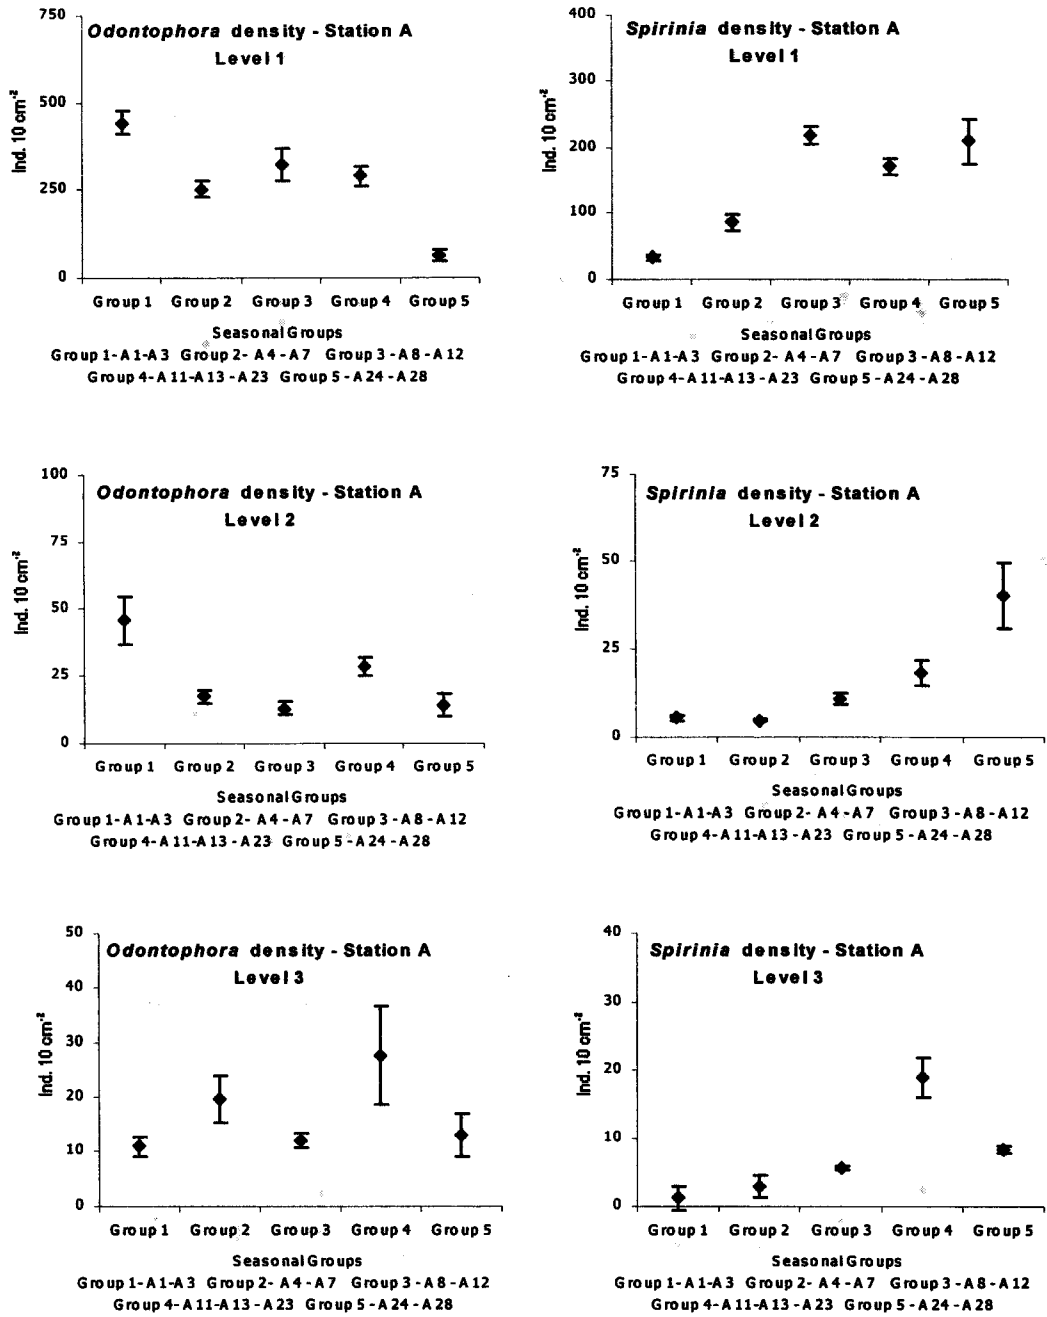 Odontophora density - Station A
Level 1
750
500
250
0
Ind. 10 cm-2
Group 1 Group 2 Group 3 Group 4 Group 5
Seasonal Groups
Group 1-A1-A3 Group 2- A4-A7 Group 3 -A8-A12
Group 4-A11-A13-A23 Group 5-A24-A28
Spirinia density - Station A
Level 1
400
300
200
100
0
Ind. 10 cm-2
Group 1 Group 2 Group 3 Group 4 Group 5
Seasonal Groups
Group 1-A1-A3 Group 2- A4-A7 Group 3 -A8-A12
Group 4-A11-A13-A23 Group 5-A24-A28
Odontophora density - Station A
Level 2
100
75
50
25
0
Ind. 10 cm-2
Group 1 Group 2 Group 3 Group 4 Group 5
Seasonal Groups
Group 1-A1-A3 Group 2- A4-A7 Group 3 -A8-A12
Group 4-A11-A13-A23 Group 5-A24-A28
Spirinia density - Station A
Level 2
75
50
25
0
Ind. 10 cm-2
Group 1 Group 2 Group 3 Group 4 Group 5
Seasonal Groups
Group 1-A1-A3 Group 2- A4-A7 Group 3 -A8-A12
Group 4-A11-A13-A23 Group 5-A24-A28
Odontophora density - Station A
Level 3
50
40
30
20
10
0
Ind. 10 cm-2
Group 1 Group 2 Group 3 Group 4 Group 5
Seasonal Groups
Group 1-A1-A3 Group 2- A4-A7 Group 3 -A8-A12
Group 4-A11-A13-A23 Group 5-A24-A28
Spirinia density - Station A
Level 3
40
30
20
10
0
Ind. 10 cm-2
Group 1 Group 2 Group 3 Group 4 Group 5
Seasonal Groups
Group 1-A1-A3 Group 2- A4-A7 Group 3 -A8-A12
Group 4-A11-A13-A23 Group 5-A24-A28